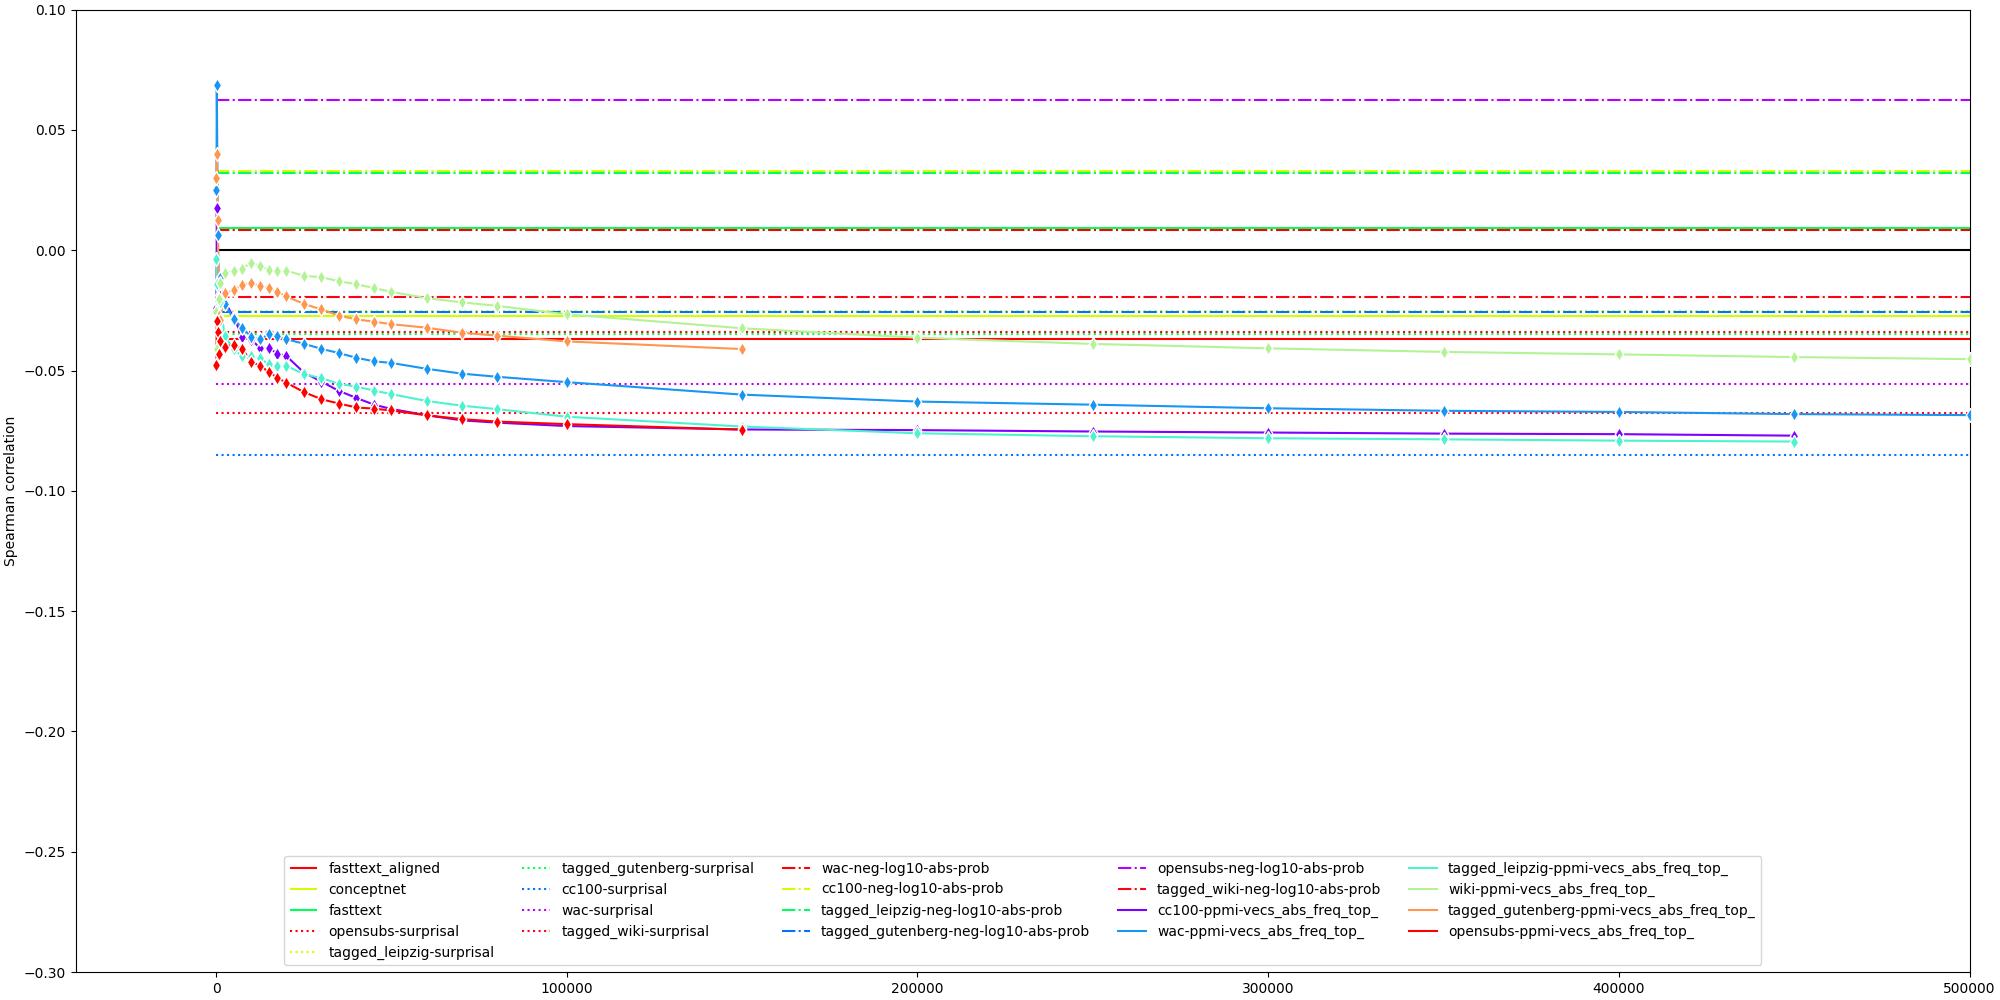 0.10
0.05
0.00
−0.05
−0.10
−0.15
−0.20
−0.25
−0.30
Spearman correlation
0
100000
200000
300000
400000
500000
fasttext_aligned
conceptnet
fasttext
opensubs-surprisal
tagged_leipzig-surprisal
tagged_gutenberg-surprisal
cc100-surprisal
wac-surprisal
tagged_wiki-surprisal
wac-neg-log10-abs-prob
cc100-neg-log10-abs-prob
tagged_leipzig-neg-log10-abs-prob
tagged_gutenberg-neg-log10-abs-prob
opensubs-neg-log10-abs-prob
tagged_wiki-neg-log10-abs-prob
cc100-ppmi-vecs_abs_freq_top_
wac-ppmi-vecs_abs_freq_top_
tagged_leipzig-ppmi-vecs_abs_freq_top_
wiki-ppmi-vecs_abs_freq_top_
tagged_gutenberg-ppmi-vecs_abs_freq_top_
opensubs-ppmi-vecs_abs_freq_top_